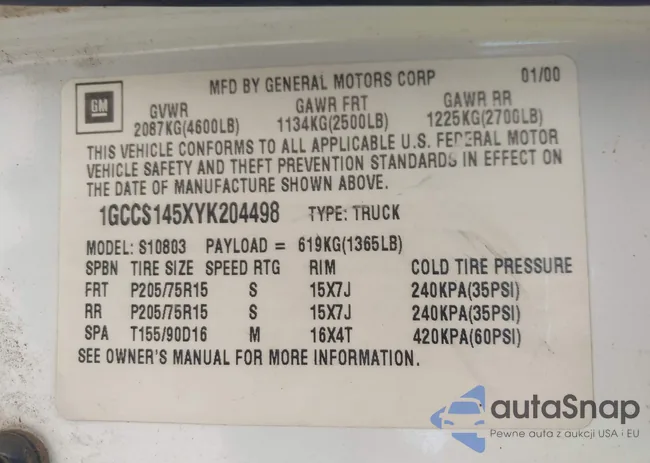 MFD BY GENERAL MOTORS CORP 01/00
GM
GVWR GAWR FRT GAWR RR
2087KG(4600LB) 1134KG(2500LB) 1225KG(2700LB)
THIS VEHICLE CONFORMS TO ALL APPLICABLE U.S. FEDERAL MOTOR
VEHICLE SAFETY AND THEFT PREVENTION STANDARDS IN EFFECT ON
THE DATE OF MANUFACTURE SHOWN ABOVE.
1GCCS145XYK204498 TYPE: TRUCK
MODEL: S10803 PAYLOAD = 619KG(1365LB)
SPBN TIRE SIZE SPEED RTG RIM COLD TIRE PRESSURE
FRT P205/75R15 S 15X7J 240KPA(35PSI)
RR P205/75R15 S 15X7J 240KPA(35PSI)
SPA T155/90D16 M 16X4T 420KPA(60PSI)
SEE OWNER'S MANUAL FOR MORE INFORMATION.
autaSnap
Pewne auta z aukcji USA i EU